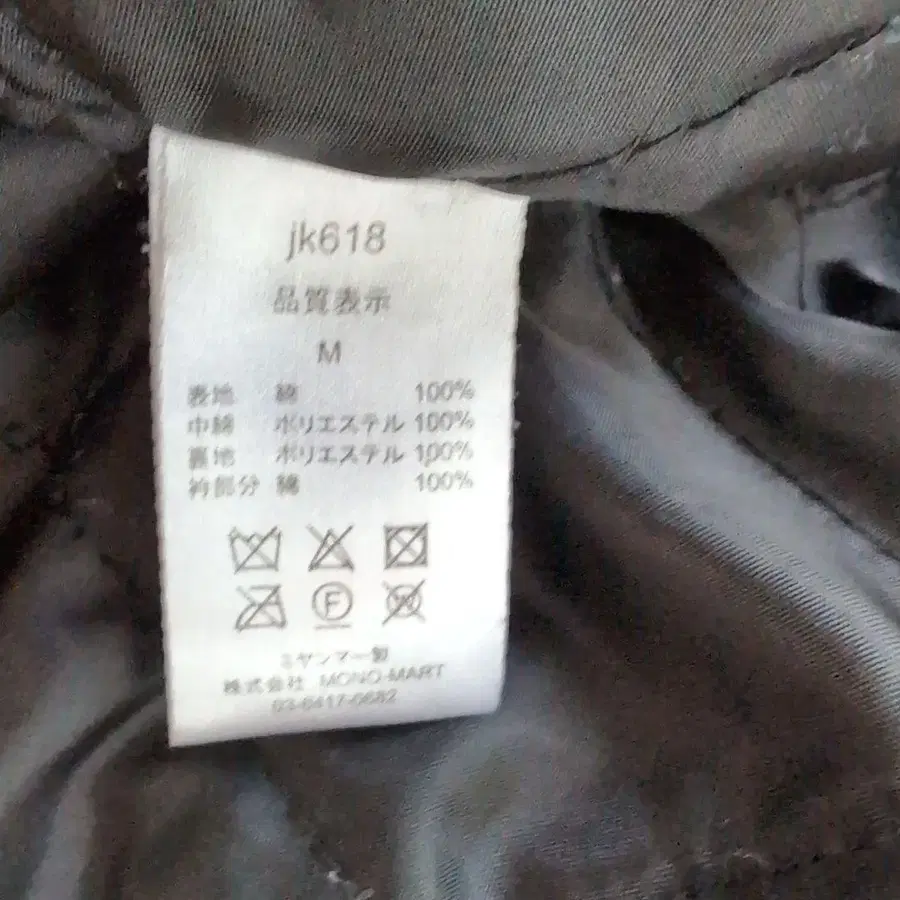 jk618
品質表示
M
表地 綿 100%
中綿 ポリエステル 100%
裏地 ポリエステル 100%
衿部分 綿 100%
F
ミヤンマー製
株式会社 MONO-MART
03-6417-0682